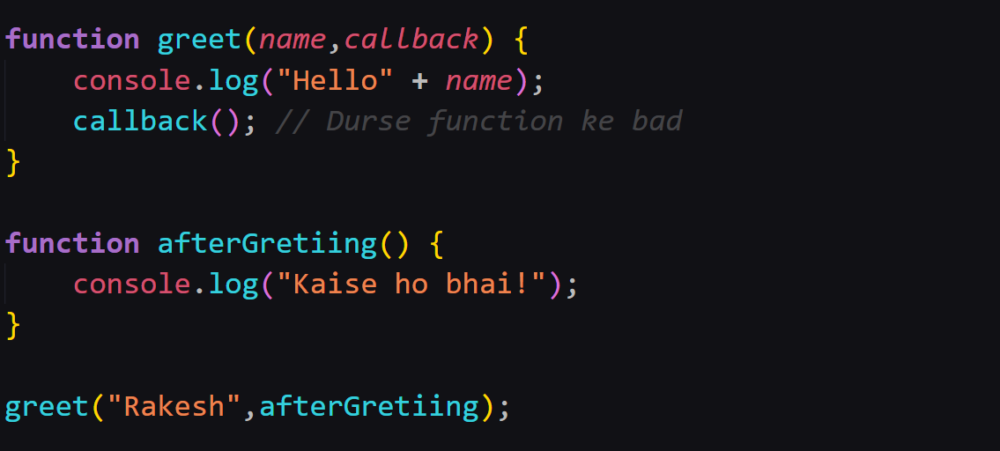 function greet(name,callback) {
    console.log("Hello" + name);
    callback(); // Durse function ke bad
}
function afterGretiing() {
    console.log("Kaise ho bhai!");
}
greet("Rakesh",afterGretiing);